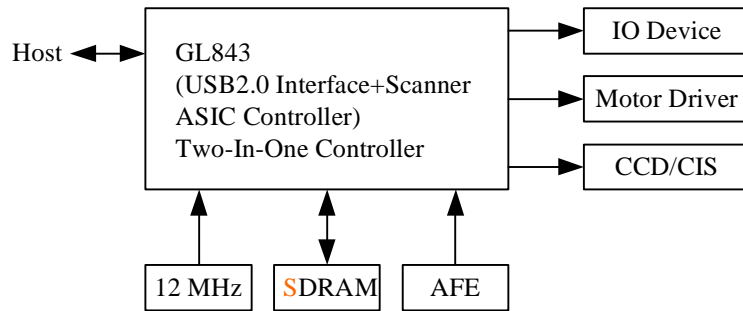 IO Device
Host
GL843
(USB2.0 Interface+Scanner
ASIC Controller)
Two-In-One Controller
Motor Driver
CCD/CIS
12 MHz
SDRAM
AFE